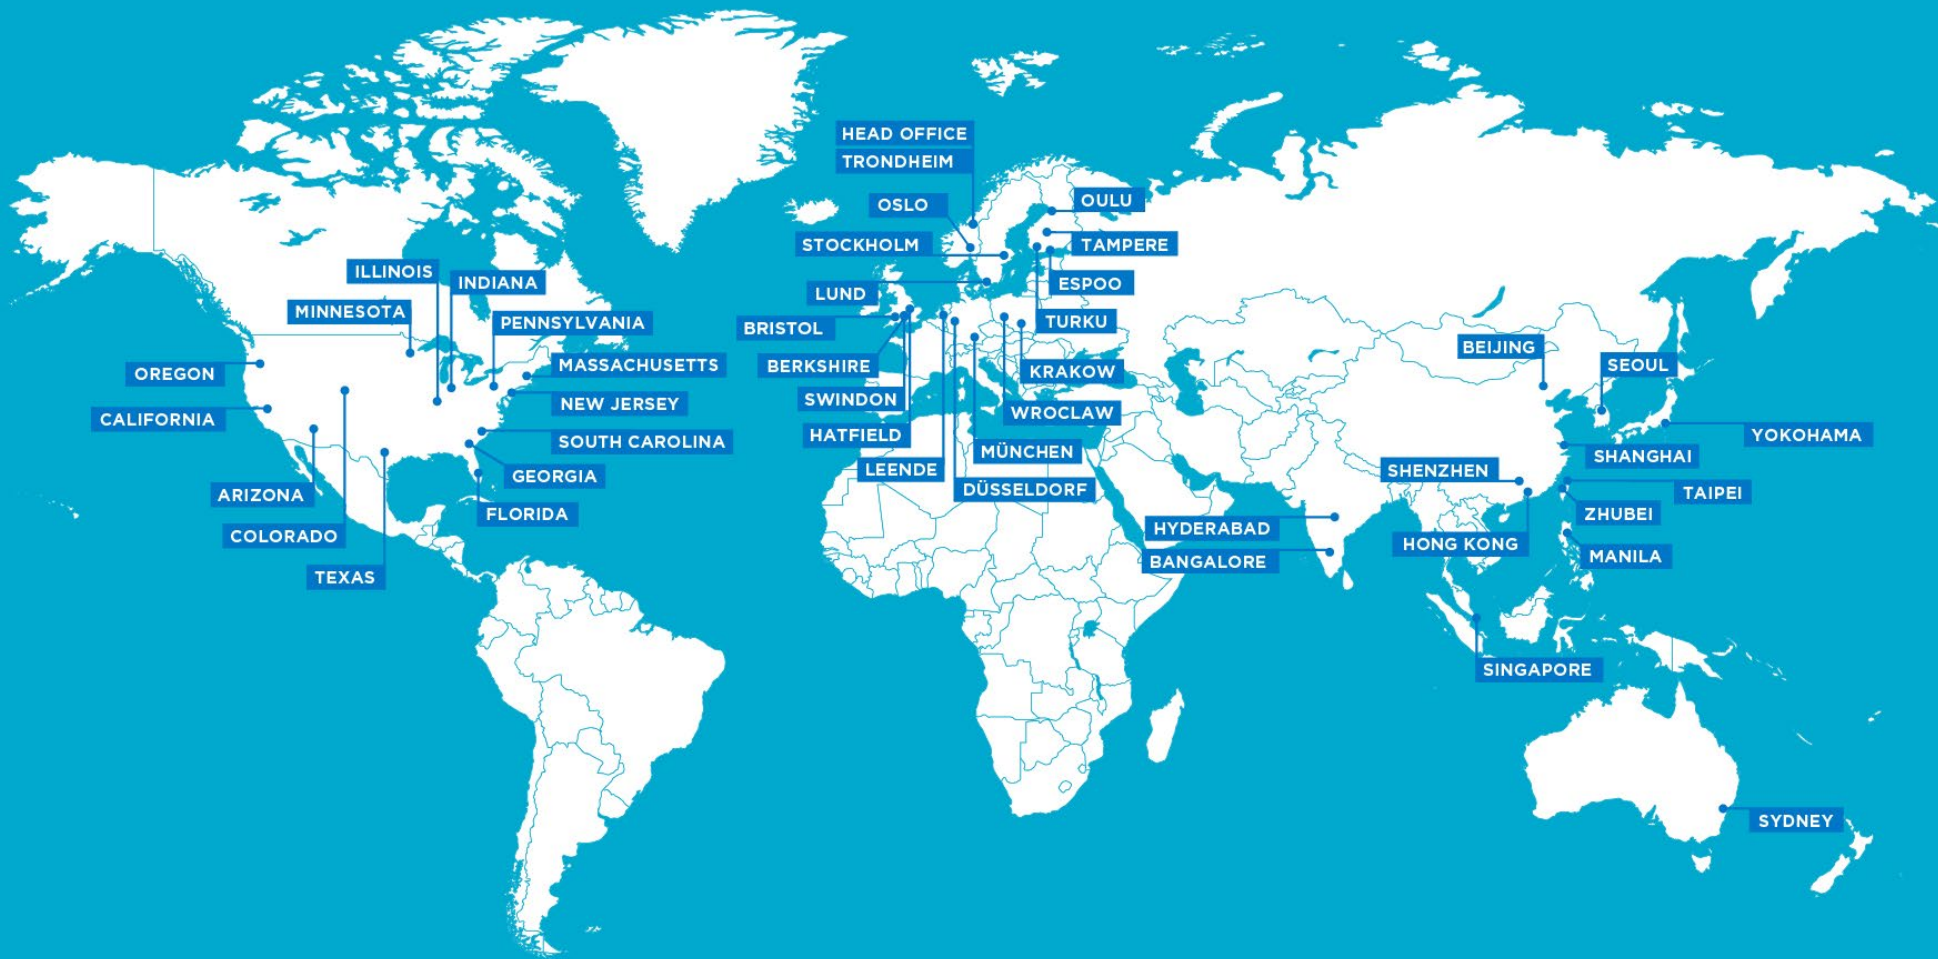 HEAD OFFICE
TRONDHEIM
OSLO
OULU
STOCKHOLM
TAMPERE
ILLINOIS
INDIANA
ESPOO
LUND
MINNESOTA
PENNSYLVANIA
BRISTOL
TURKU
BEIJING
MASSACHUSETTS
BERKSHIRE
SEOUL
OREGON
KRAKOW
SWINDON
NEW JERSEY
WROCLAW
CALIFORNIA
HATFIELD
YOKOHAMA
SOUTH CAROLINA
MÜNCHEN
SHANGHAI
LEENDE
SHENZHEN
GEORGIA
DÜSSELDORF
TAIPEI
ARIZONA
FLORIDA
ZHUBEI
HYDERABAD
COLORADO
HONG KONG
MANILA
BANGALORE
TEXAS
SINGAPORE
SYDNEY